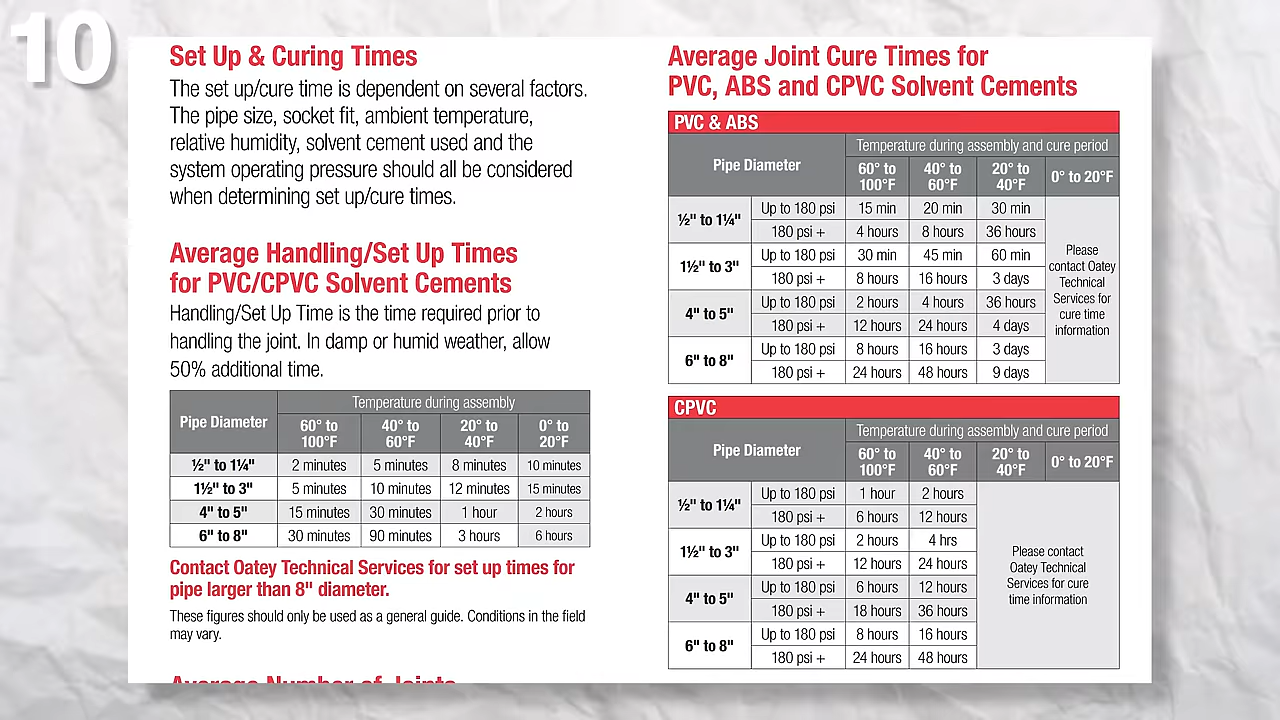 10
Set Up & Curing Times
The set up/cure time is dependent on several factors.
The pipe size, socket fit, ambient temperature,
relative humidity, solvent cement used and the
system operating pressure should all be considered
when determining set up/cure times.
Average Handling/Set Up Times
for PVC/CPVC Solvent Cements
Handling/Set Up Time is the time required prior to
handling the joint. In damp or humid weather, allow
50% additional time.
Pipe Diameter
Temperature during assembly
60° to 100°F
40° to 60°F
20° to 40°F
0° to 20°F
½" to 1¼" 2 minutes 5 minutes 8 minutes 10 minutes
1½" to 3" 5 minutes 10 minutes 12 minutes 15 minutes
4" to 5" 15 minutes 30 minutes 1 hour 2 hours
6" to 8" 30 minutes 90 minutes 3 hours 6 hours
Contact Oatey Technical Services for set up times for
pipe larger than 8" diameter.
These figures should only be used as a general guide. Conditions in the field
may vary.
Average Number of Joints
Average Joint Cure Times for
PVC, ABS and CPVC Solvent Cements
PVC & ABS
Pipe Diameter
Temperature during assembly and cure period
60° to 100°F
40° to 60°F
20° to 40°F
0° to 20°F
½" to 1¼"
Up to 180 psi 15 min 20 min 30 min
180 psi + 4 hours 8 hours 36 hours
1½" to 3"
Up to 180 psi 30 min 45 min 60 min
180 psi + 8 hours 16 hours 3 days
4" to 5"
Up to 180 psi 2 hours 4 hours 36 hours
180 psi + 12 hours 24 hours 4 days
6" to 8"
Up to 180 psi 8 hours 16 hours 3 days
180 psi + 24 hours 48 hours 9 days
Please
contact Oatey
Technical
Services for
cure time
information
CPVC
Pipe Diameter
Temperature during assembly and cure period
60° to 100°F
40° to 60°F
20° to 40°F
0° to 20°F
½" to 1¼"
Up to 180 psi 1 hour 2 hours
180 psi + 6 hours 12 hours
1½" to 3"
Up to 180 psi 2 hours 4 hrs
180 psi + 12 hours 24 hours
4" to 5"
Up to 180 psi 6 hours 12 hours
180 psi + 18 hours 36 hours
6" to 8"
Up to 180 psi 8 hours 16 hours
180 psi + 24 hours 48 hours
Please contact
Oatey Technical
Services for cure
time information